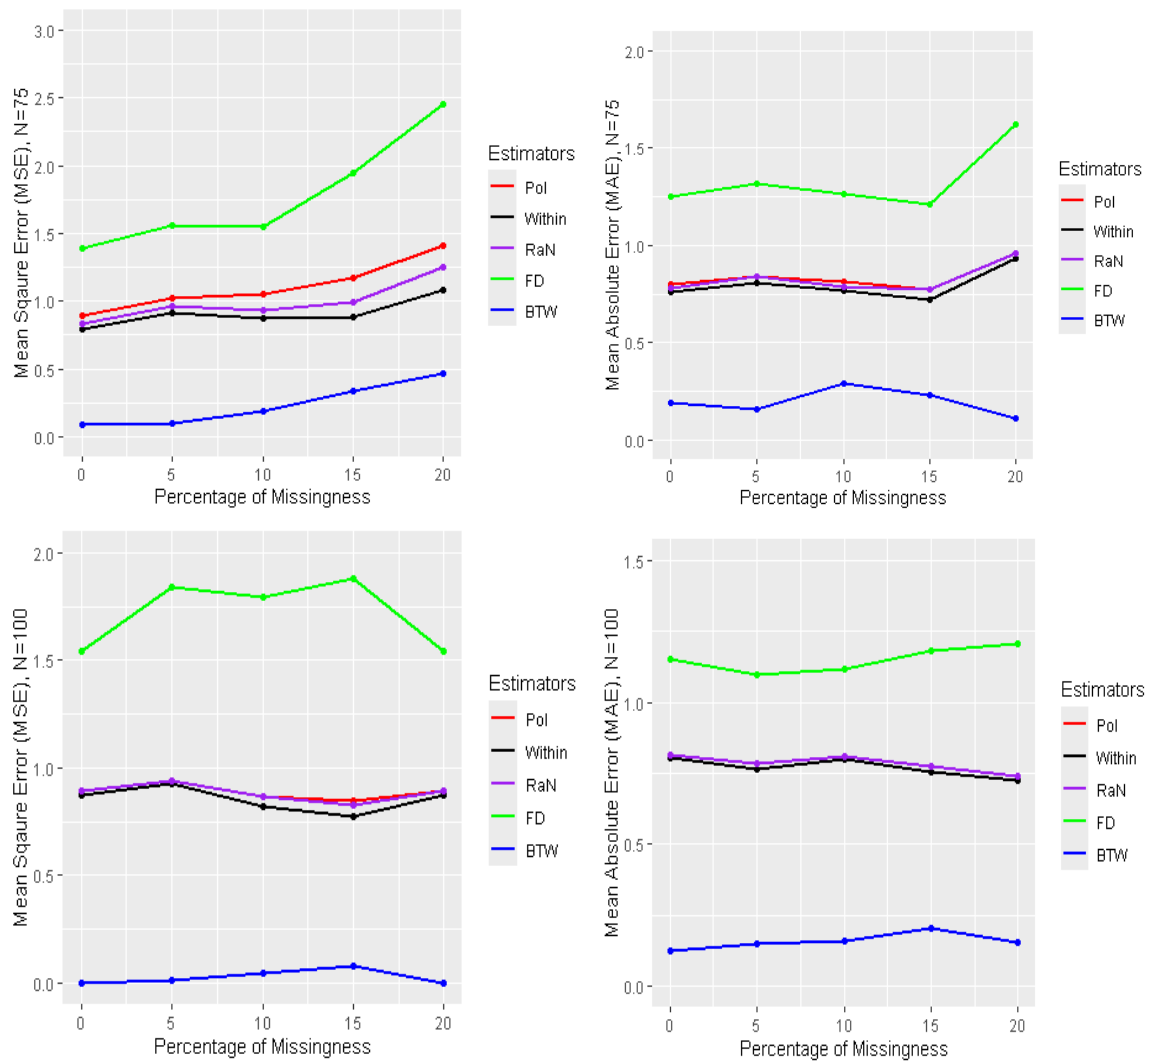 Mean Sqaure Error (MSE), N=75
3.0
2.5
2.0
1.5
1.0
0.5
0.0
0 5 10 15 20
Percentage of Missingness
Estimators
Pol
Within
RaN
FD
BTW
Mean Absolute Error (MAE), N=75
2.0
1.5
1.0
0.5
0.0
0 5 10 15 20
Percentage of Missingness
Estimators
Pol
Within
RaN
FD
BTW
Mean Sqaure Error (MSE), N=100
2.0
1.5
1.0
0.5
0.0
0 5 10 15 20
Percentage of Missingness
Estimators
Pol
Within
RaN
FD
BTW
Mean Absolute Error (MAE), N=100
1.5
1.0
0.5
0.0
0 5 10 15 20
Percentage of Missingness
Estimators
Pol
Within
RaN
FD
BTW